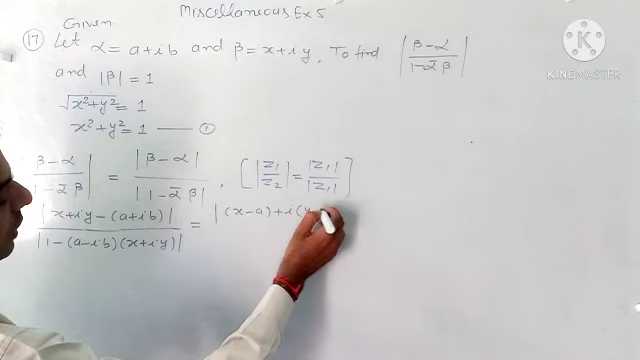 Miscellaneous Ex 5
Given
17 Let α = a+ib and β = x+iy, To find |β-α / 1-ᾱβ|
and |β| = 1
√x²+y² = 1
x²+y² = 1 —— ①
β-α / 1-ᾱβ| = |β-α| / |1-ᾱβ| , [|Z₁/Z₂| = |Z₁|/|Z₁|]
|x+iy-(a+ib)| / |1-(a-ib)(x+iy)| = |(x-a)+i(y
KINEMASTER